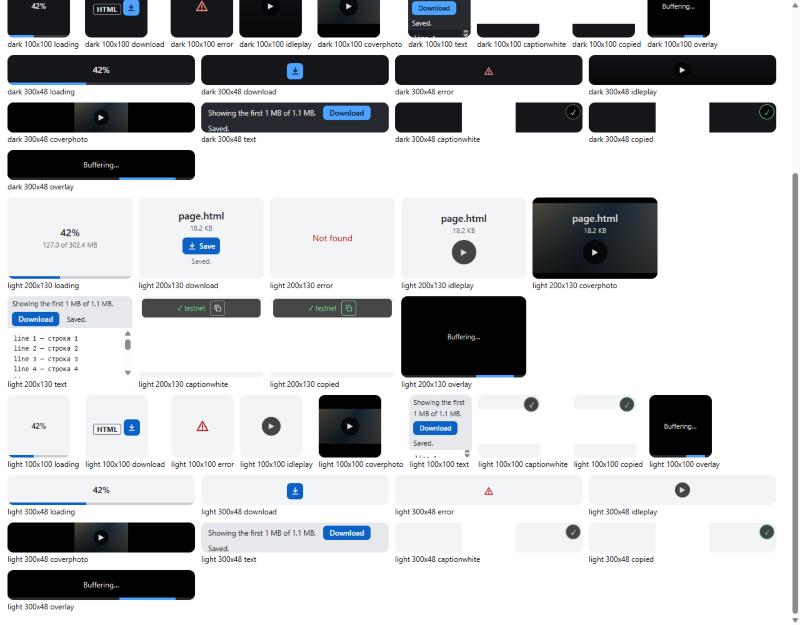 42%
HTML
Download
Saved.
Buffering...
dark 100x100 loading
dark 100x100 download
dark 100x100 error
dark 100x100 idleplay
dark 100x100 coverphoto
dark 100x100 text
dark 100x100 captionwhite
dark 100x100 copied
dark 100x100 overlay
42%
dark 300x48 loading
dark 300x48 download
dark 300x48 error
dark 300x48 idleplay
Showing the first 1 MB of 1.1 MB. Download
Saved.
dark 300x48 coverphoto
dark 300x48 text
dark 300x48 captionwhite
dark 300x48 copied
Buffering...
dark 300x48 overlay
42%
127.0 of 302.4 MB
page.html
18.2 KB
Save
Saved.
Not found
page.html
18.2 KB
page.html
18.2 KB
light 200x130 loading
light 200x130 download
light 200x130 error
light 200x130 idleplay
light 200x130 coverphoto
Showing the first 1 MB of 1.1 MB.
Download Saved.
line 1 — строка 1
line 2 — строка 2
line 3 — строка 3
line 4 — строка 4
✓ testnet
✓ testnet
Buffering...
light 200x130 text
light 200x130 captionwhite
light 200x130 copied
light 200x130 overlay
42%
HTML
Showing the first
1 MB of 1.1 MB.
Download
Saved.
Buffering...
light 100x100 loading
light 100x100 download
light 100x100 error
light 100x100 idleplay
light 100x100 coverphoto
light 100x100 text
light 100x100 captionwhite
light 100x100 copied
light 100x100 overlay
42%
light 300x48 loading
light 300x48 download
light 300x48 error
light 300x48 idleplay
Showing the first 1 MB of 1.1 MB. Download
Saved.
light 300x48 coverphoto
light 300x48 text
light 300x48 captionwhite
light 300x48 copied
Buffering...
light 300x48 overlay